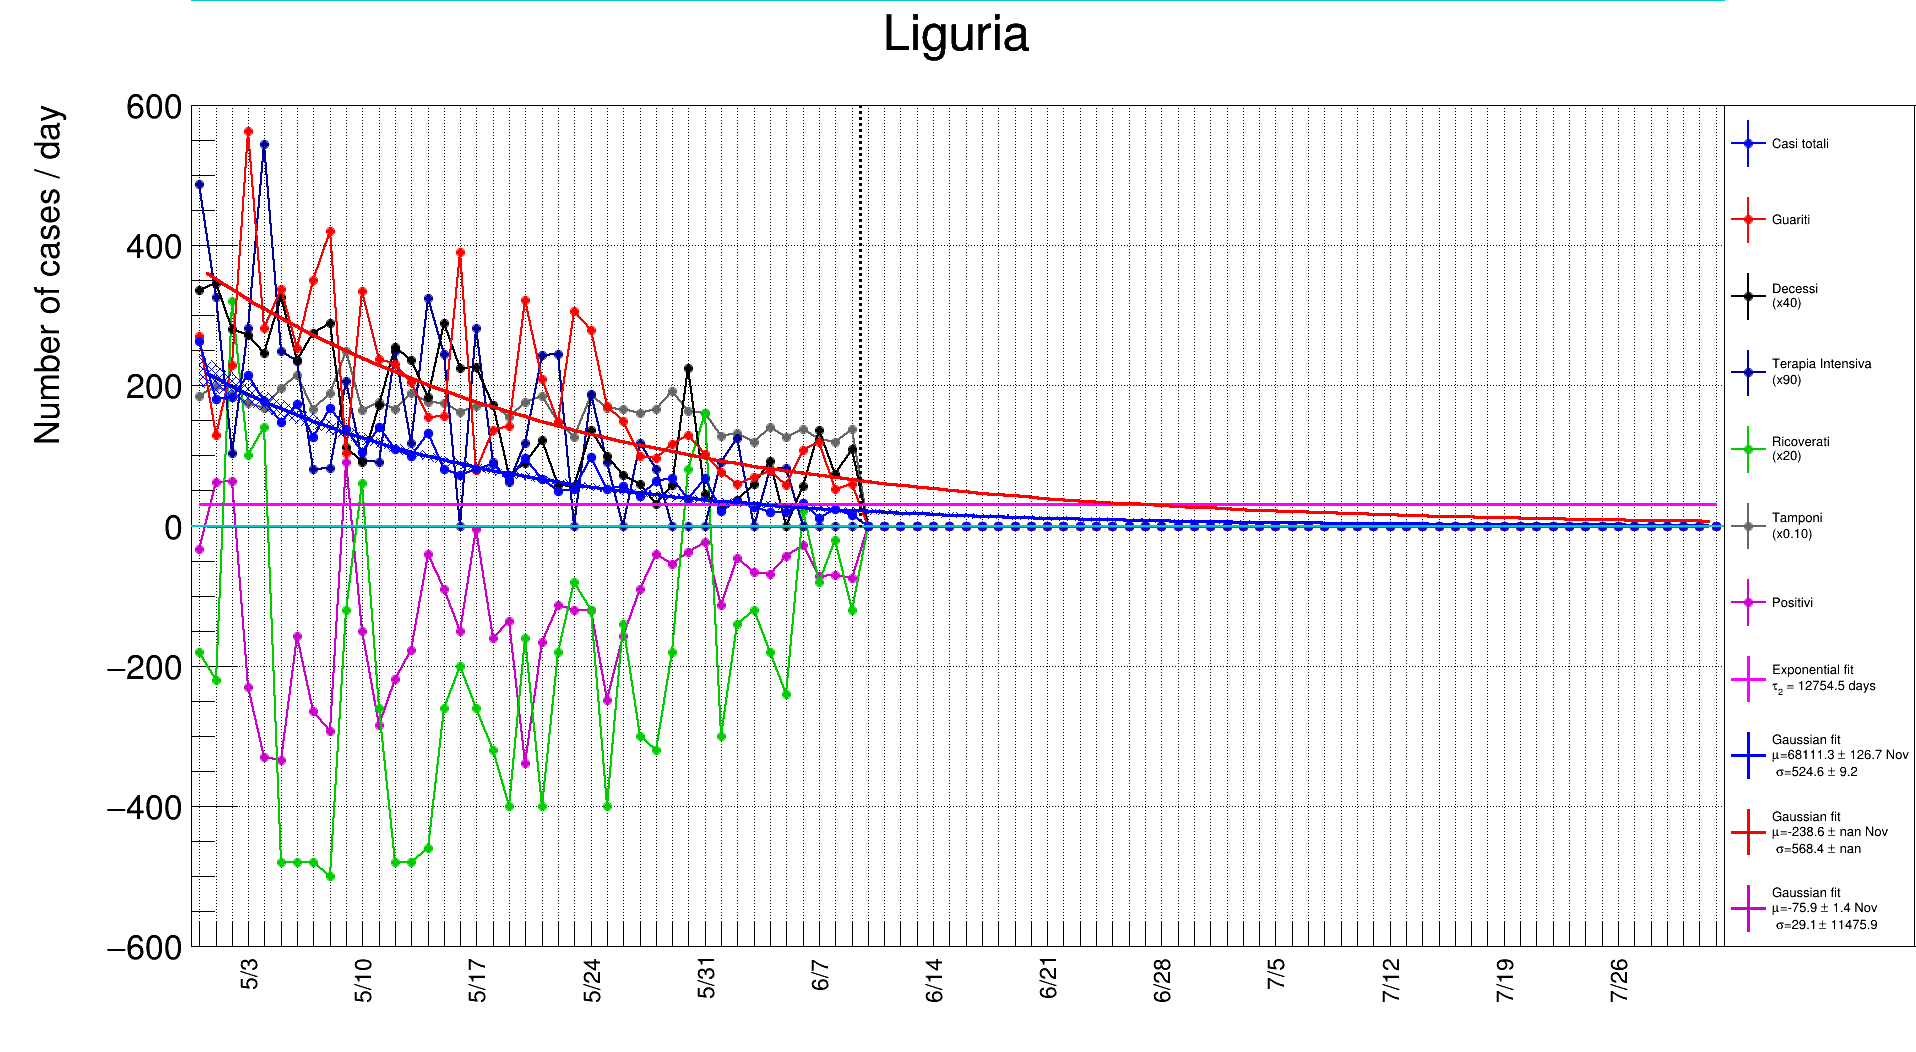 Liguria
Number of cases / day
600
400
200
0
−200
−400
−600
5/3
5/10
5/17
5/24
5/31
6/7
6/14
6/21
6/28
7/5
7/12
7/19
7/26
Casi totali
Guariti
Decessi
(x40)
Terapia Intensiva
(x90)
Ricoverati
(x20)
Tamponi
(x0.10)
Positivi
Exponential fit
τ2 = 12754.5 days
Gaussian fit
μ=68111.3 ± 126.7 Nov
σ=524.6 ± 9.2
Gaussian fit
μ=-238.6 ± nan Nov
σ=568.4 ± nan
Gaussian fit
μ=-75.9 ± 1.4 Nov
σ=29.1 ± 11475.9